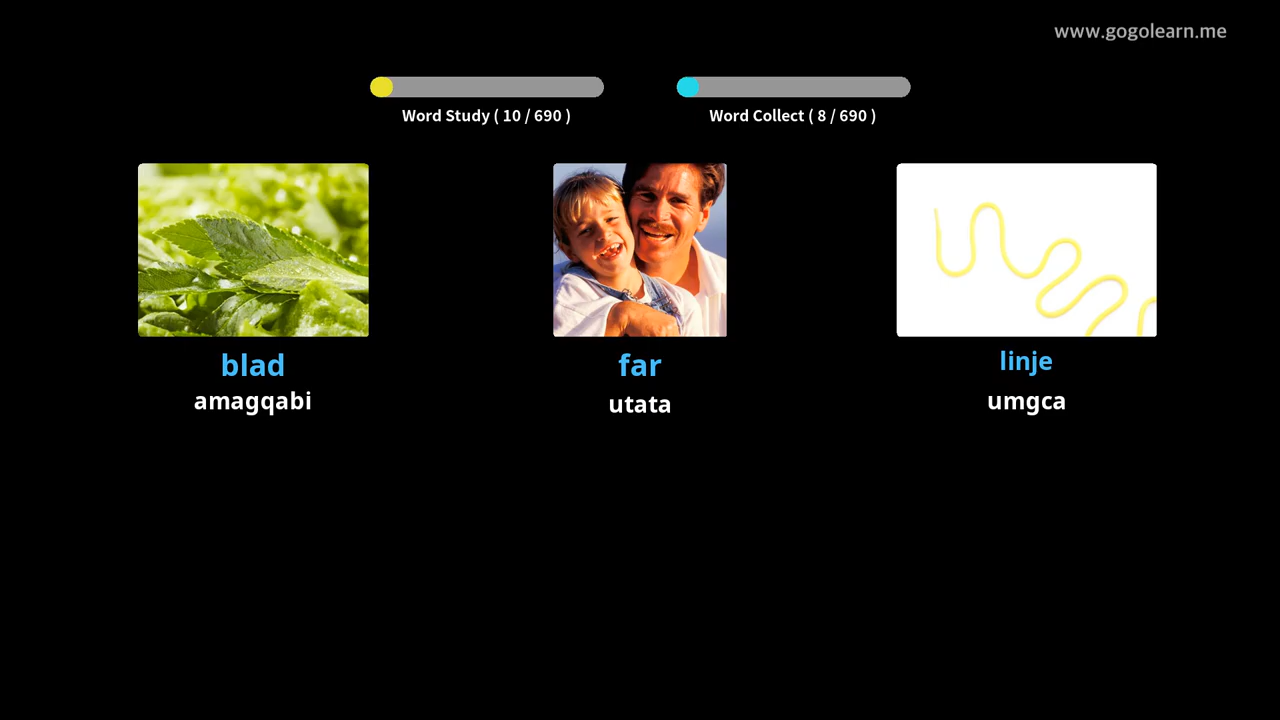 www.gogolearn.me
Word Study ( 10 / 690 )
Word Collect ( 8 / 690 )
blad
amagqabi
far
utata
linje
umgca